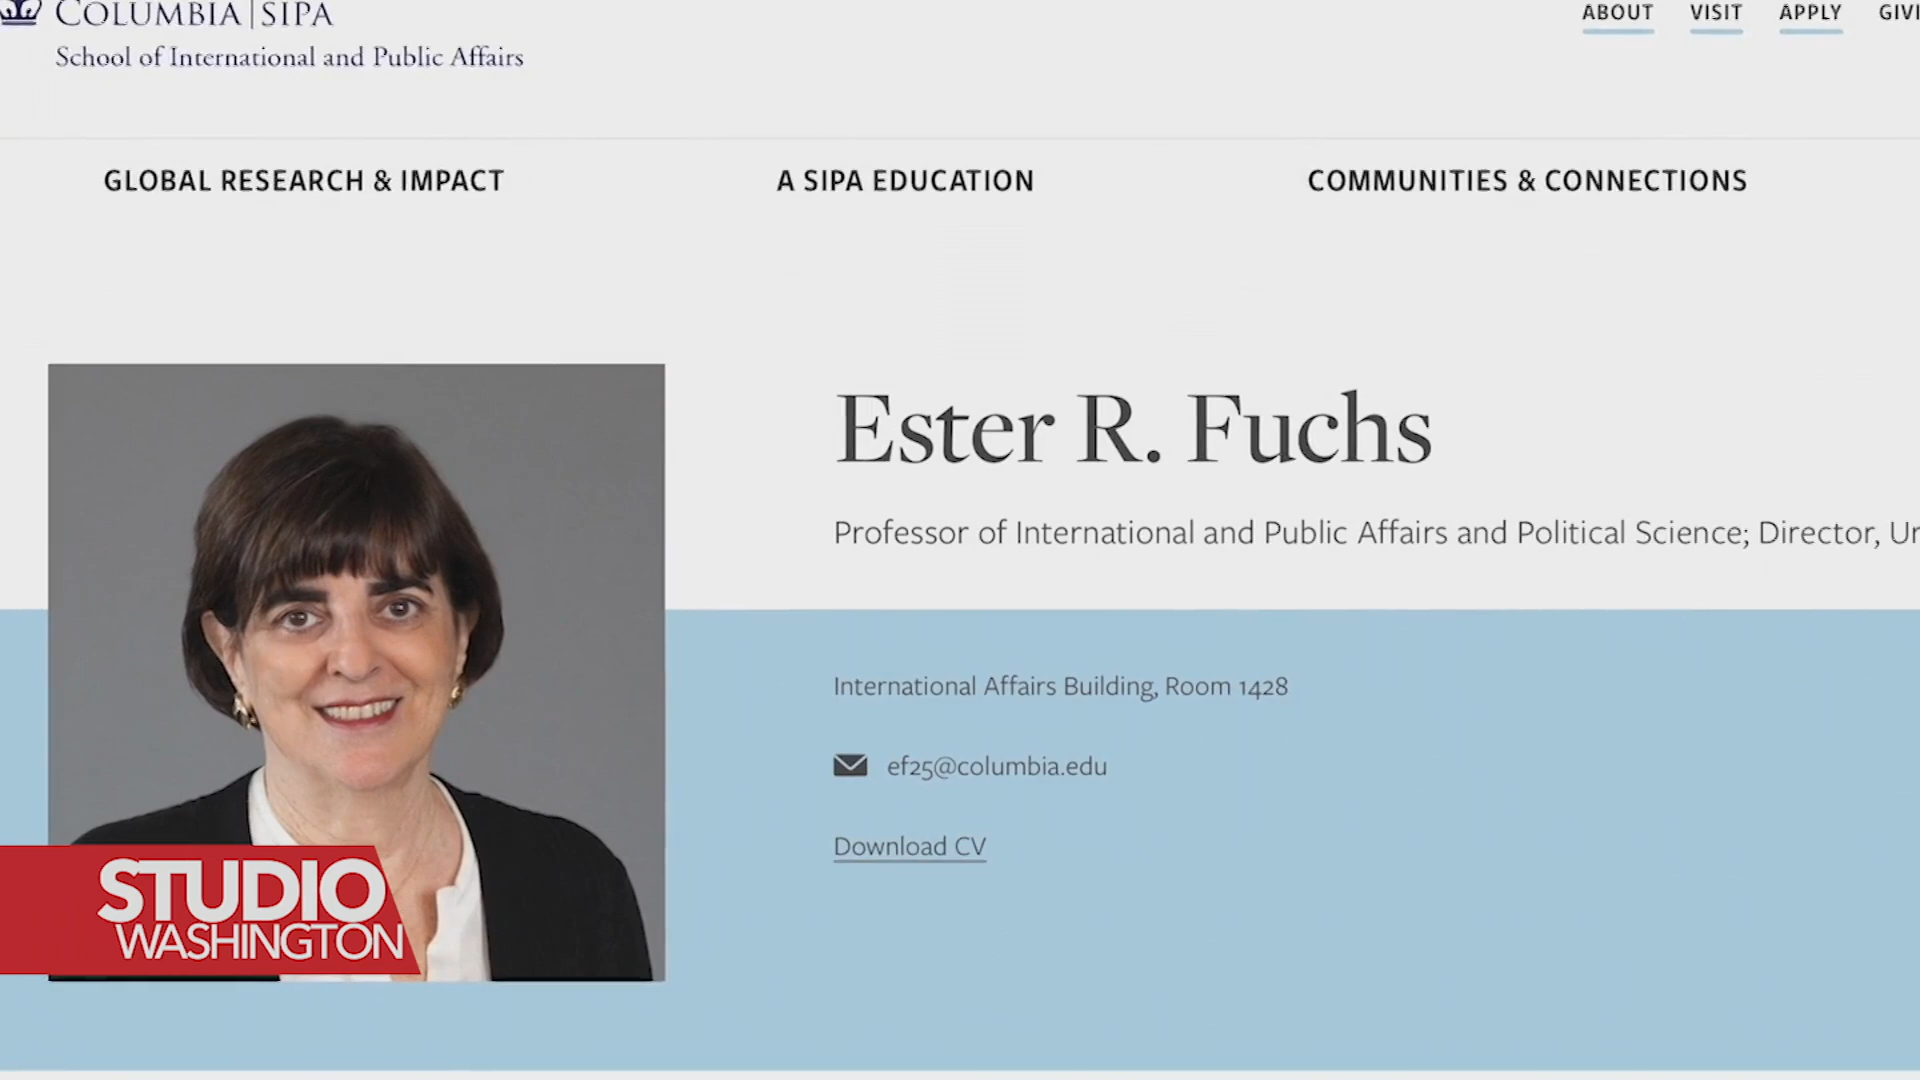 COLUMBIA | SIPA
School of International and Public Affairs
ABOUT VISIT APPLY
GLOBAL RESEARCH & IMPACT
A SIPA EDUCATION
COMMUNITIES & CONNECTIONS
Ester R. Fuchs
Professor of International and Public Affairs and Political Science; Director,
International Affairs Building, Room 1428
ef25@columbia.edu
Download CV
STUDIO
WASHINGTON